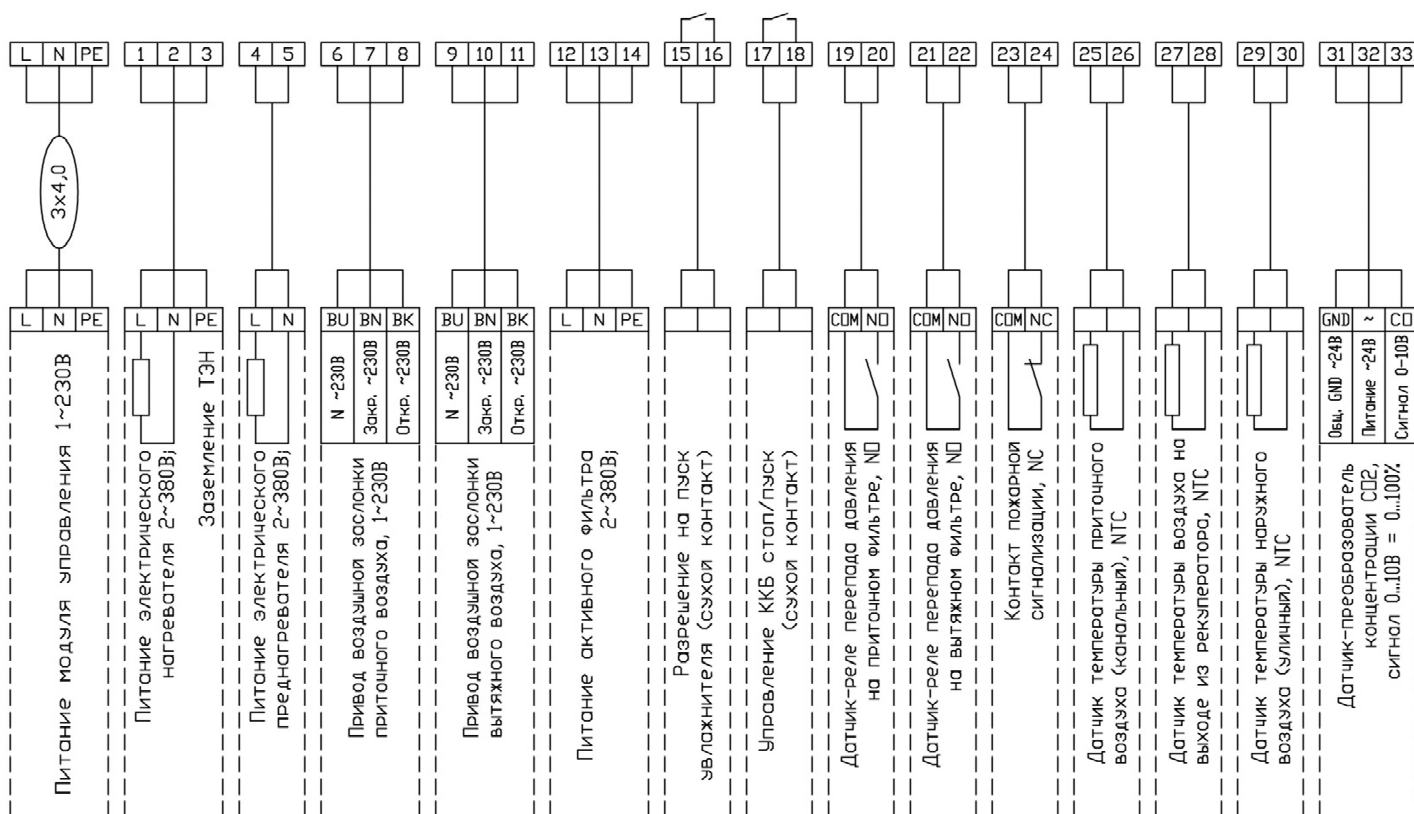 L N PE
1 2 3
4 5
6 7 8
9 10 11
12 13 14
15 16
17 18
19 20
21 22
23 24
25 26
27 28
29 30
31 32 33
3x4,0
L N PE
L N PE
L N
BU BN BK
BU BN BK
L N PE
COM NO
COM NO
COM NC
GND ~ CO
Питание модуля управления 1~230В
Питание электрического
нагревателя 2~380В;
Заземление ТЭН
Питание электрического
преднагревателя 2~380В;
N ~230В
Закр. ~230В
Откр. ~230В
Привод воздушной заслонки
приточного воздуха, 1~230В
N ~230В
Закр. ~230В
Откр. ~230В
Привод воздушной заслонки
вытяжного воздуха, 1~230В
Питание активного фильтра
2~380В;
Разрешение на пуск
увлажнителя (сухой контакт)
Управление ККБ стоп/пуск
(сухой контакт)
Датчик-реле перепада давления
на приточном фильтре, NO
Датчик-реле перепада давления
на вытяжном фильтре, NO
Контакт пожарной
сигнализации, NC
Датчик температуры приточного
воздуха (канальный), NTC
Датчик температуры воздуха на
выходе из рекуператора, NTC
Датчик температуры наружного
воздуха (уличный), NTC
Общ. GND ~24В
Питание ~24В
Сигнал 0-10В
Датчик-преобразователь
концентрации CO2,
сигнал 0...10В = 0...100%